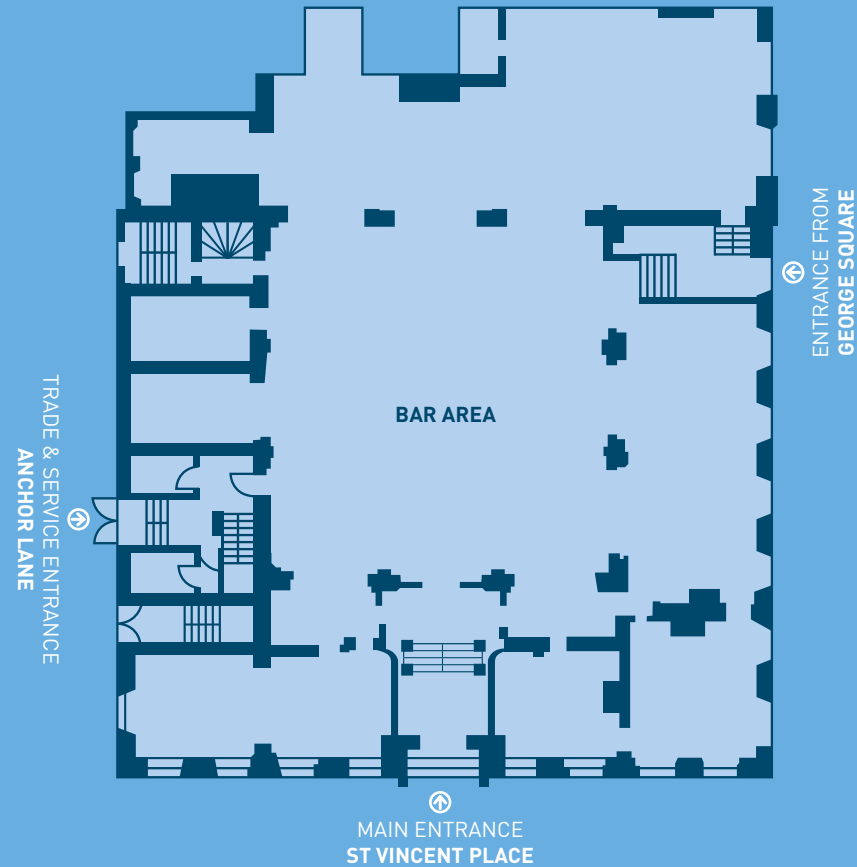 BAR AREA
ENTRANCE FROM
GEORGE SQUARE
TRADE & SERVICE ENTRANCE
ANCHOR LANE
MAIN ENTRANCE
ST VINCENT PLACE